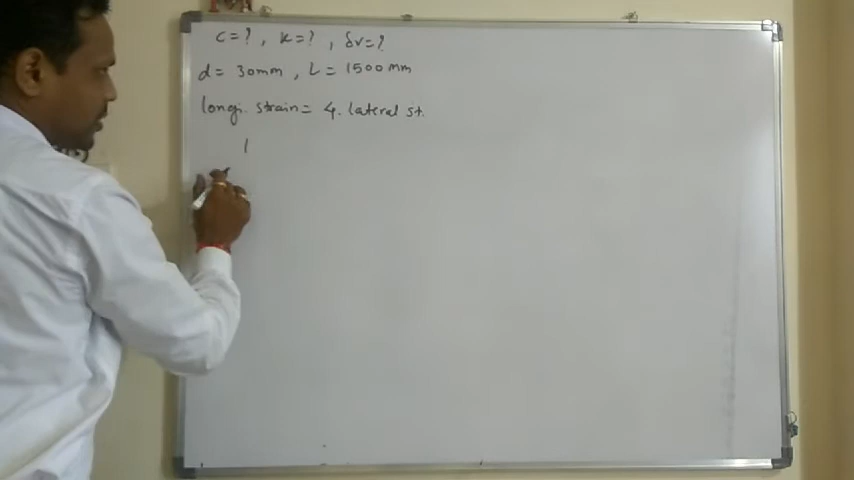 c = ? , k = ? , δv = ?
d = 30mm , L = 1500 mm
longi. strain = 4. lateral st.